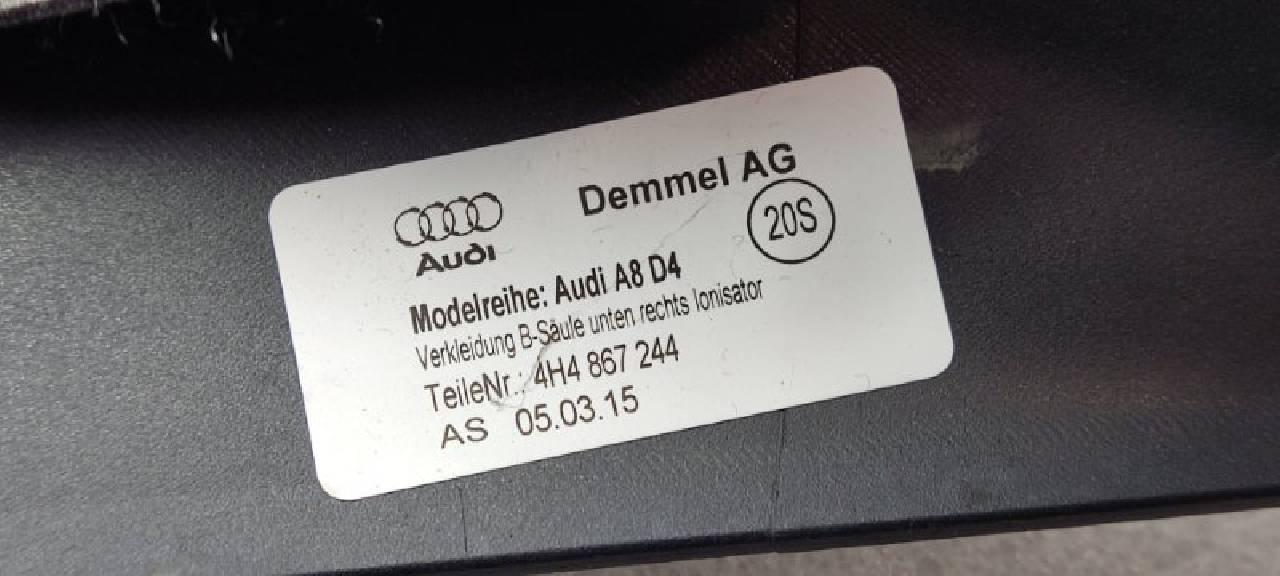 Demmel AG
Audi
20S
Modelreihe: Audi A8 D4
Verkleidung B-Säule unten rechts Ionisator
TeileNr.: 4H4 867 244
AS 05.03.15